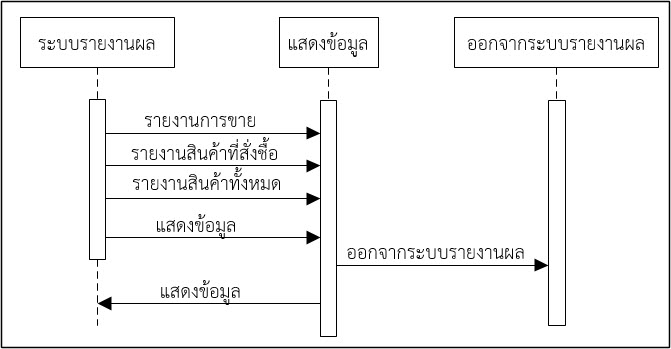 ระบบรายงานผล
แสดงข้อมูล
ออกจากระบบรายงานผล
รายงานการขาย
รายงานสินค้าที่สั่งซื้อ
รายงานสินค้าทั้งหมด
แสดงข้อมูล
ออกจากระบบรายงานผล
แสดงข้อมูล